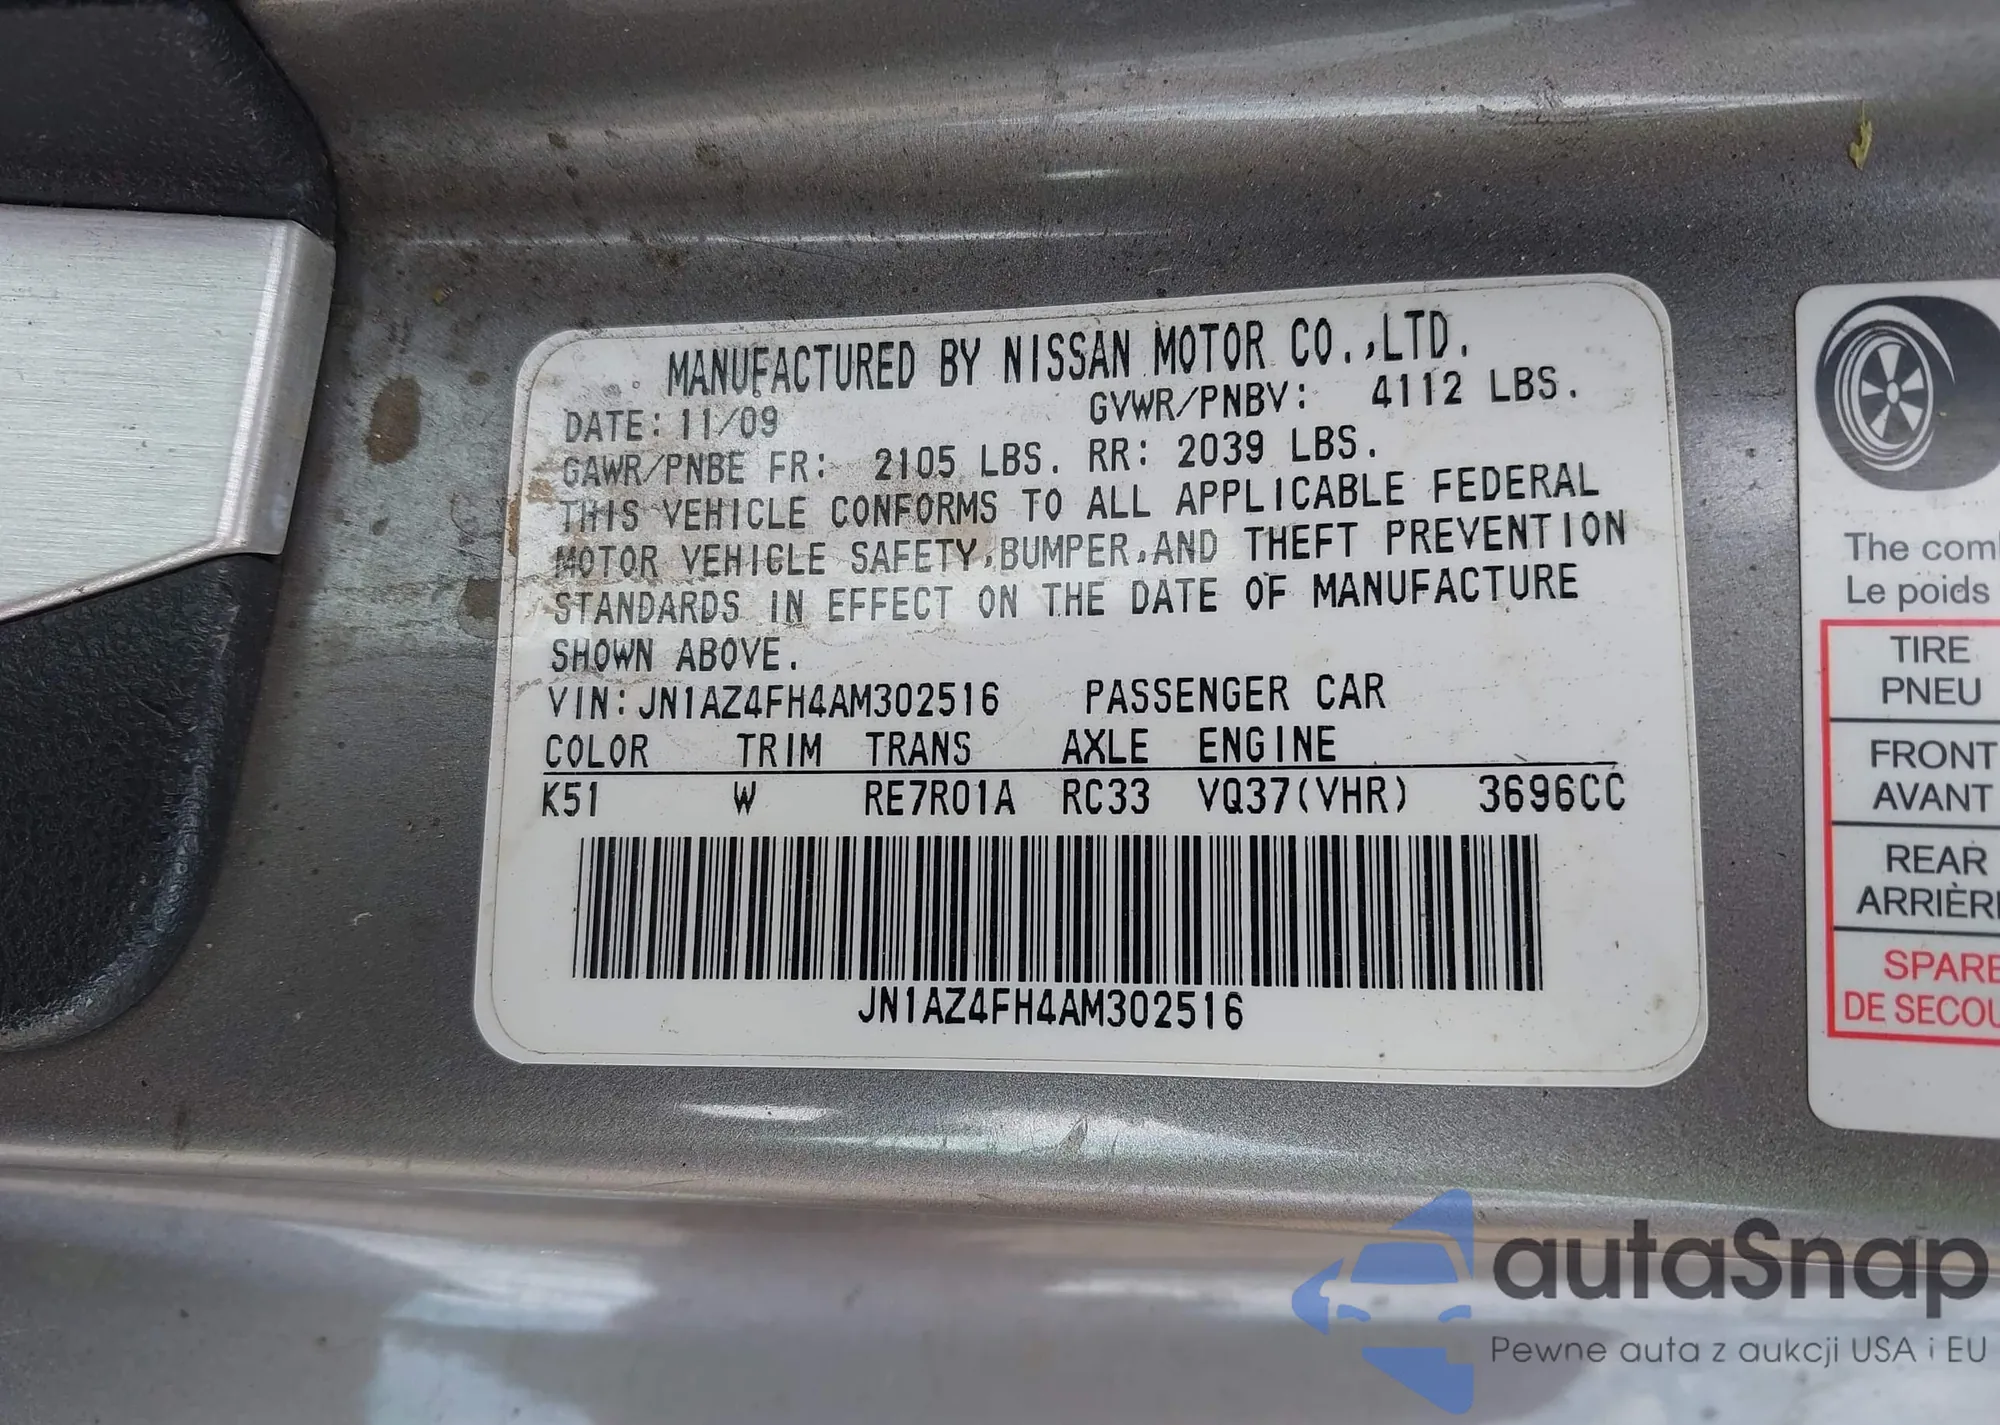 MANUFACTURED BY NISSAN MOTOR CO.,LTD.
DATE: 11/09 GVWR/PNBV: 4112 LBS.
GAWR/PNBE FR: 2105 LBS. RR: 2039 LBS.
THIS VEHICLE CONFORMS TO ALL APPLICABLE FEDERAL
MOTOR VEHICLE SAFETY,BUMPER,AND THEFT PREVENTION
STANDARDS IN EFFECT ON THE DATE OF MANUFACTURE
SHOWN ABOVE.
VIN:JN1AZ4FH4AM302516 PASSENGER CAR
COLOR TRIM TRANS AXLE ENGINE
K51 W RE7R01A RC33 VQ37(VHR) 3696CC
JN1AZ4FH4AM302516
The
Le poids
TIRE
PNEU
FRONT
AVANT
REAR
SPARE
autaSnap
Pewne auta z aukcji USA i EU